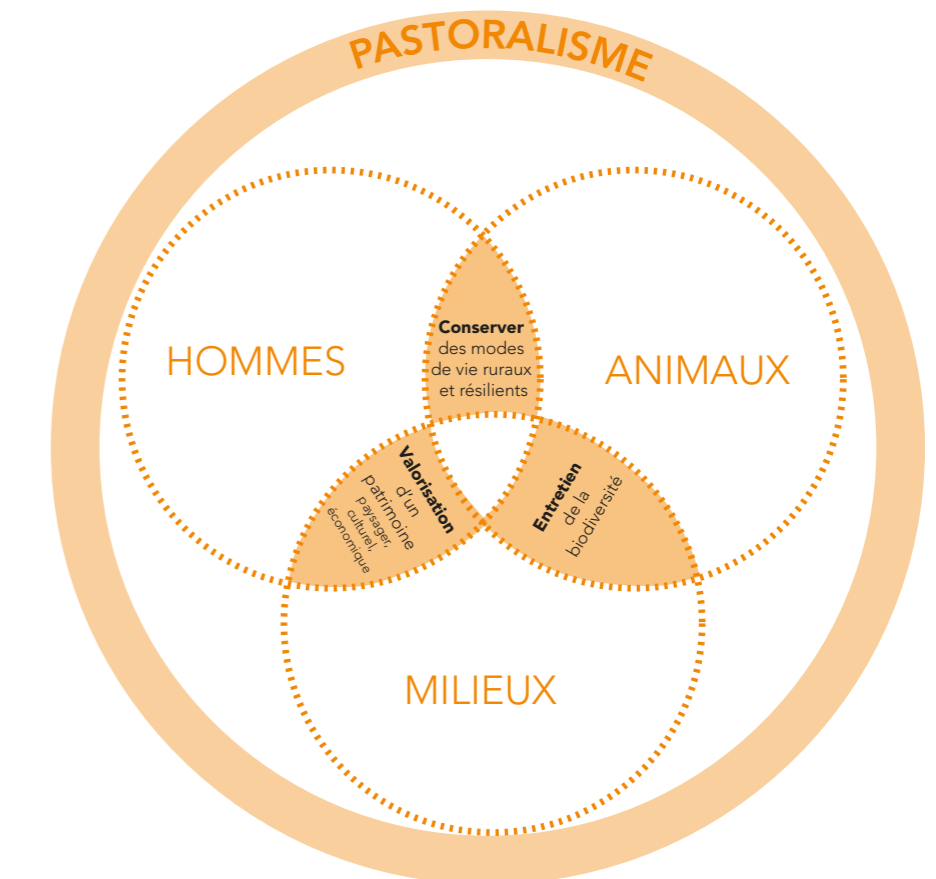 PASTORALISME
HOMMES
ANIMAUX
Conserver
des modes
de vie ruraux
et résilients
Valorisation
d'un
patrimoine
paysager,
culturel,
économique
Entretien
de la
biodiversité
MILIEUX